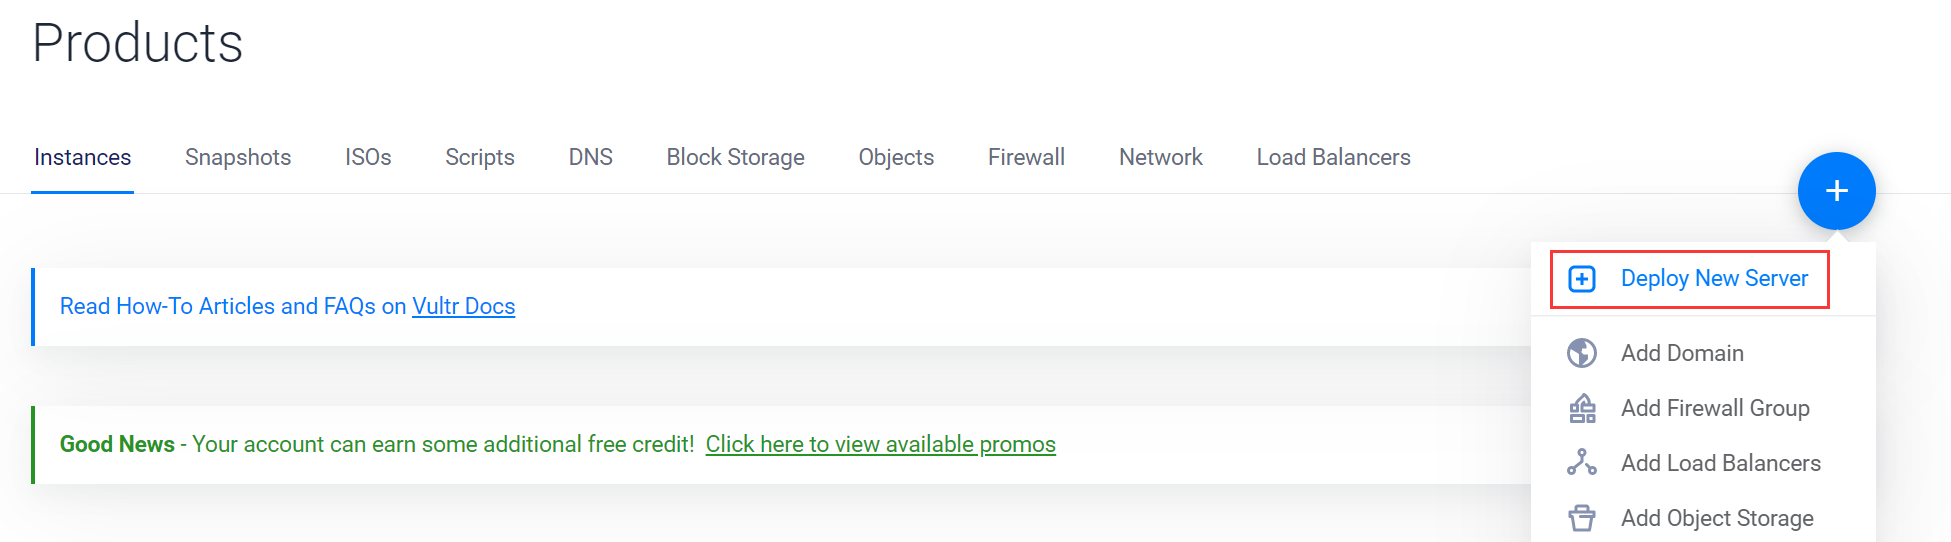 Products
Instances Snapshots ISOs Scripts DNS Block Storage Objects Firewall Network Load Balancers
Deploy New Server
Read How-To Articles and FAQs on Vultr Docs
Add Domain
Add Firewall Group
Good News - Your account can earn some additional free credit! Click here to view available promos
Add Load Balancers
Add Object Storage